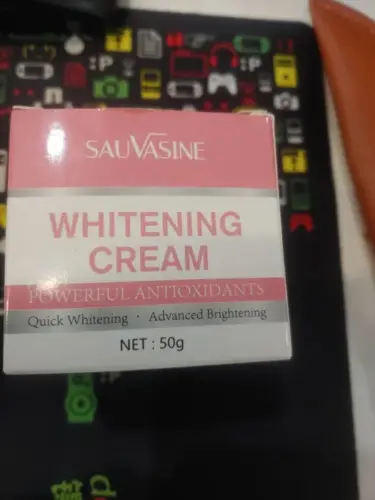 :P
:P
SAUVASINE
WHITENING
CREAM
POWERFUL ANTIOXIDANTS
Quick Whitening · Advanced Brightening
NET : 50g